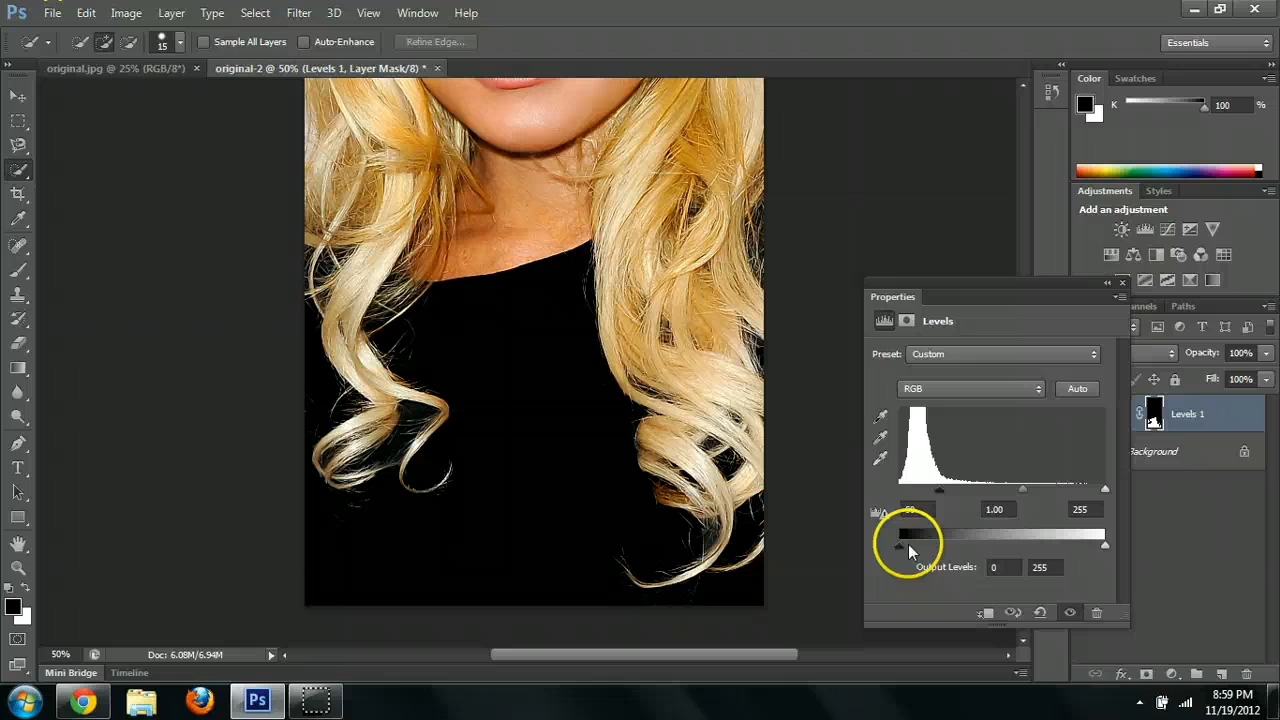 Ps File Edit Image Layer Type Select Filter 3D View Window Help
15 Sample All Layers Auto-Enhance Refine Edge... Essentials
original.jpg @ 25% (RGB/8*) × original-2 @ 50% (Levels 1, Layer Mask/8) * ×
Color Swatches
K 100 %
Adjustments Styles
Add an adjustment
Properties
Paths
Levels
Preset: Custom
Opacity: 100%
RGB Auto
Fill: 100%
Levels 1
Background
1.00 255
Output Levels: 0 255
50% Doc: 6.08M/6.94M
Mini Bridge Timeline
Ps
8:59 PM
11/19/2012